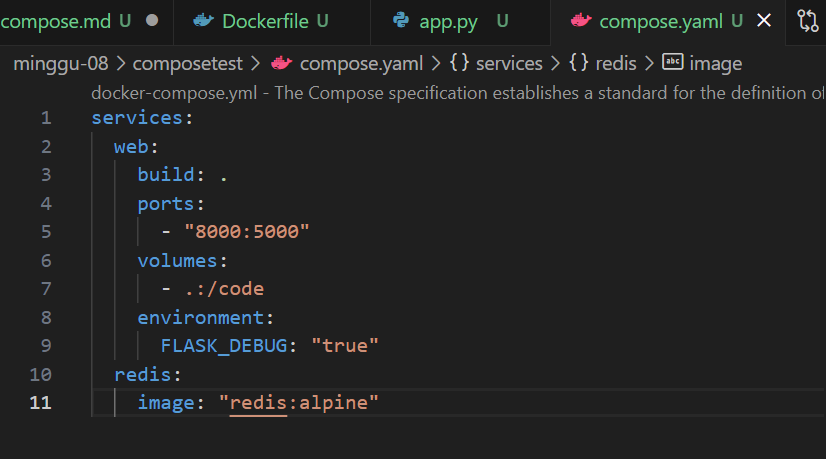 compose.md U ● Dockerfile U app.py U compose.yaml U ×
minggu-08 > composetest > compose.yaml > {} services > {} redis > abc image
docker-compose.yml - The Compose specification establishes a standard for the definition of
1 services:
2   web:
3     build: .
4     ports:
5       - "8000:5000"
6     volumes:
7       - .:/code
8     environment:
9       FLASK_DEBUG: "true"
10   redis:
11     image: "redis:alpine"